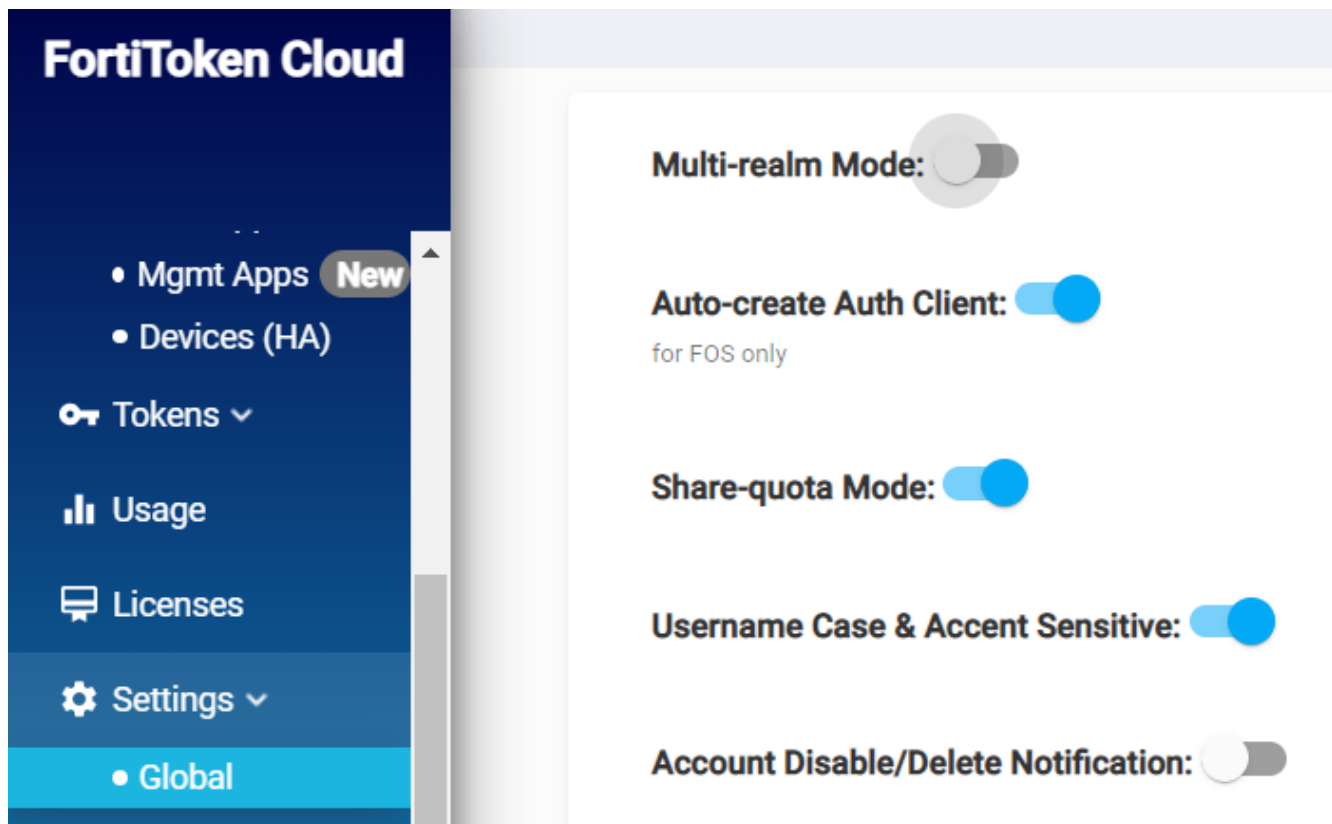 FortiToken Cloud
• Mgmt Apps New
• Devices (HA)
Tokens
Usage
Licenses
Settings
• Global
Multi-realm Mode:
Auto-create Auth Client:
for FOS only
Share-quota Mode:
Username Case & Accent Sensitive:
Account Disable/Delete Notification: